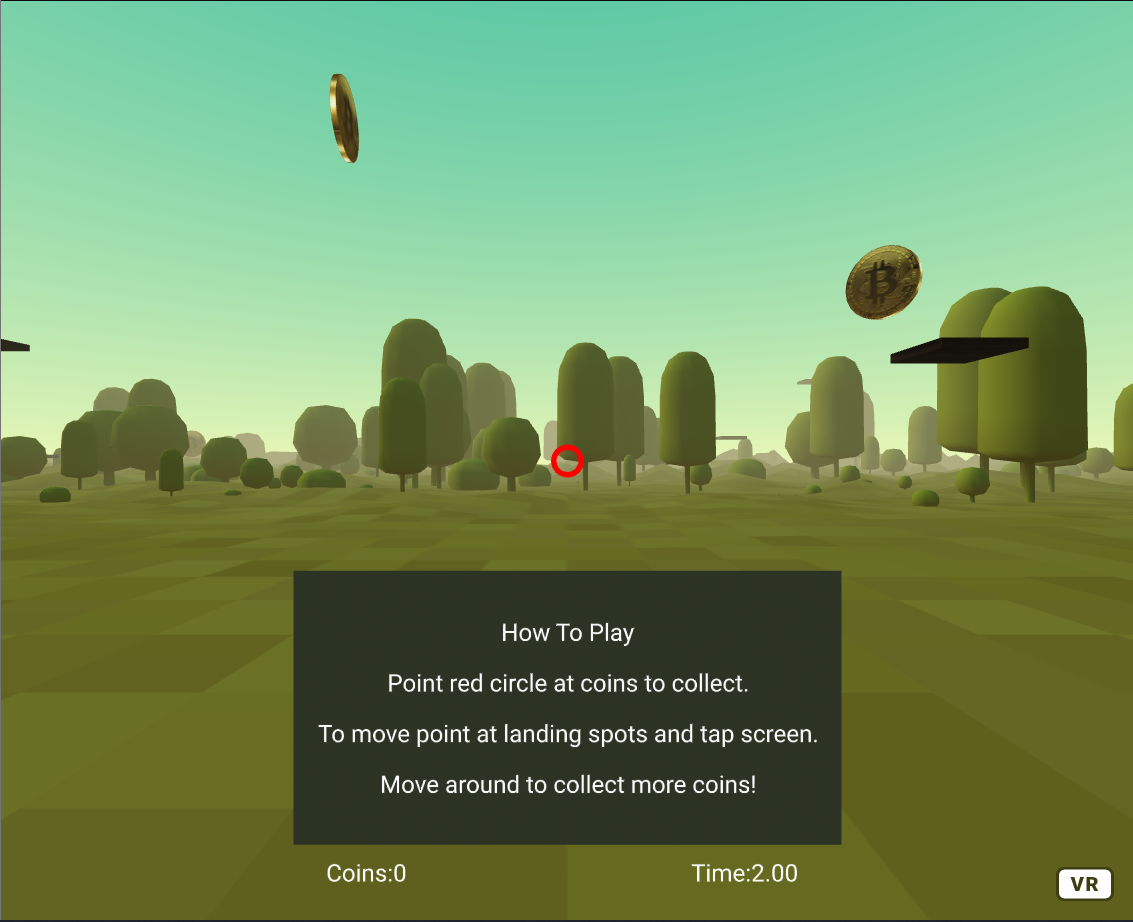 How To Play
Point red circle at coins to collect.
To move point at landing spots and tap screen.
Move around to collect more coins!
Coins:0
Time:2.00
VR